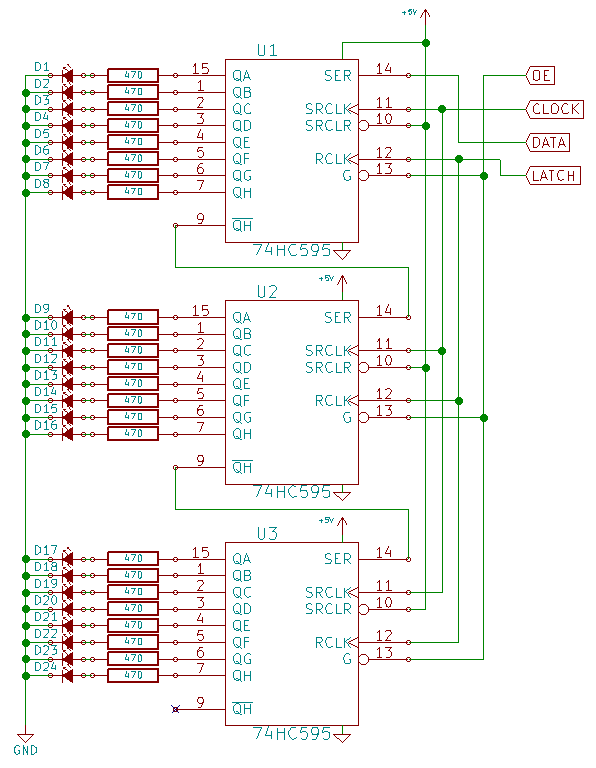 +5V
U1
D1 470 15 QA SER 14 OE
D2 470 1 QB
D3 470 2 QC SRCLK 11 CLOCK
D4 470 3 QD SRCLR 10
D5 470 4 QE DATA
D6 470 5 QF RCLK 12
D7 470 6 QG G 13 LATCH
D8 470 7 QH
9 QH
74HC595
+5V
U2
D9 470 15 QA SER 14
D10 470 1 QB
D11 470 2 QC SRCLK 11
D12 470 3 QD SRCLR 10
D13 470 4 QE
D14 470 5 QF RCLK 12
D15 470 6 QG G 13
D16 470 7 QH
9 QH
74HC595
+5V
U3
D17 470 15 QA SER 14
D18 470 1 QB
D19 470 2 QC SRCLK 11
D20 470 3 QD SRCLR 10
D21 470 4 QE
D22 470 5 QF RCLK 12
D23 470 6 QG G 13
D24 470 7 QH
9 QH
74HC595
GND